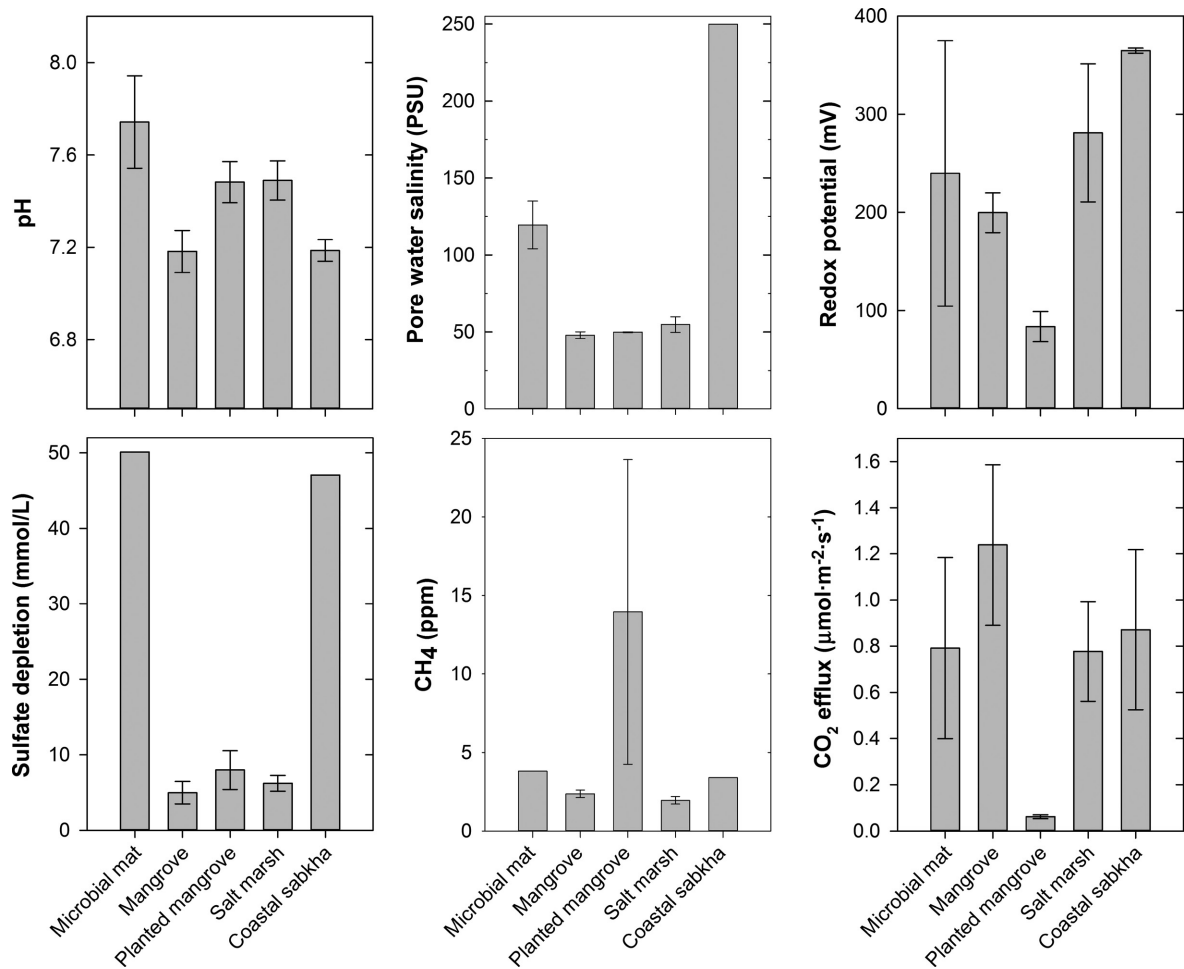 pH
8.0
7.6
7.2
6.8
Pore water salinity (PSU)
250
200
150
100
50
0
Redox potential (mV)
400
300
200
100
0
Sulfate depletion (mmol/L)
50
40
30
20
10
0
Microbial mat
Mangrove
Planted mangrove
Salt marsh
Coastal sabkha
CH4 (ppm)
25
20
15
10
5
0
Microbial mat
Mangrove
Planted mangrove
Salt marsh
Coastal sabkha
CO2 efflux (μmol·m-2·s-1)
1.6
1.4
1.2
1.0
0.8
0.6
0.4
0.2
0.0
Microbial mat
Mangrove
Planted mangrove
Salt marsh
Coastal sabkha